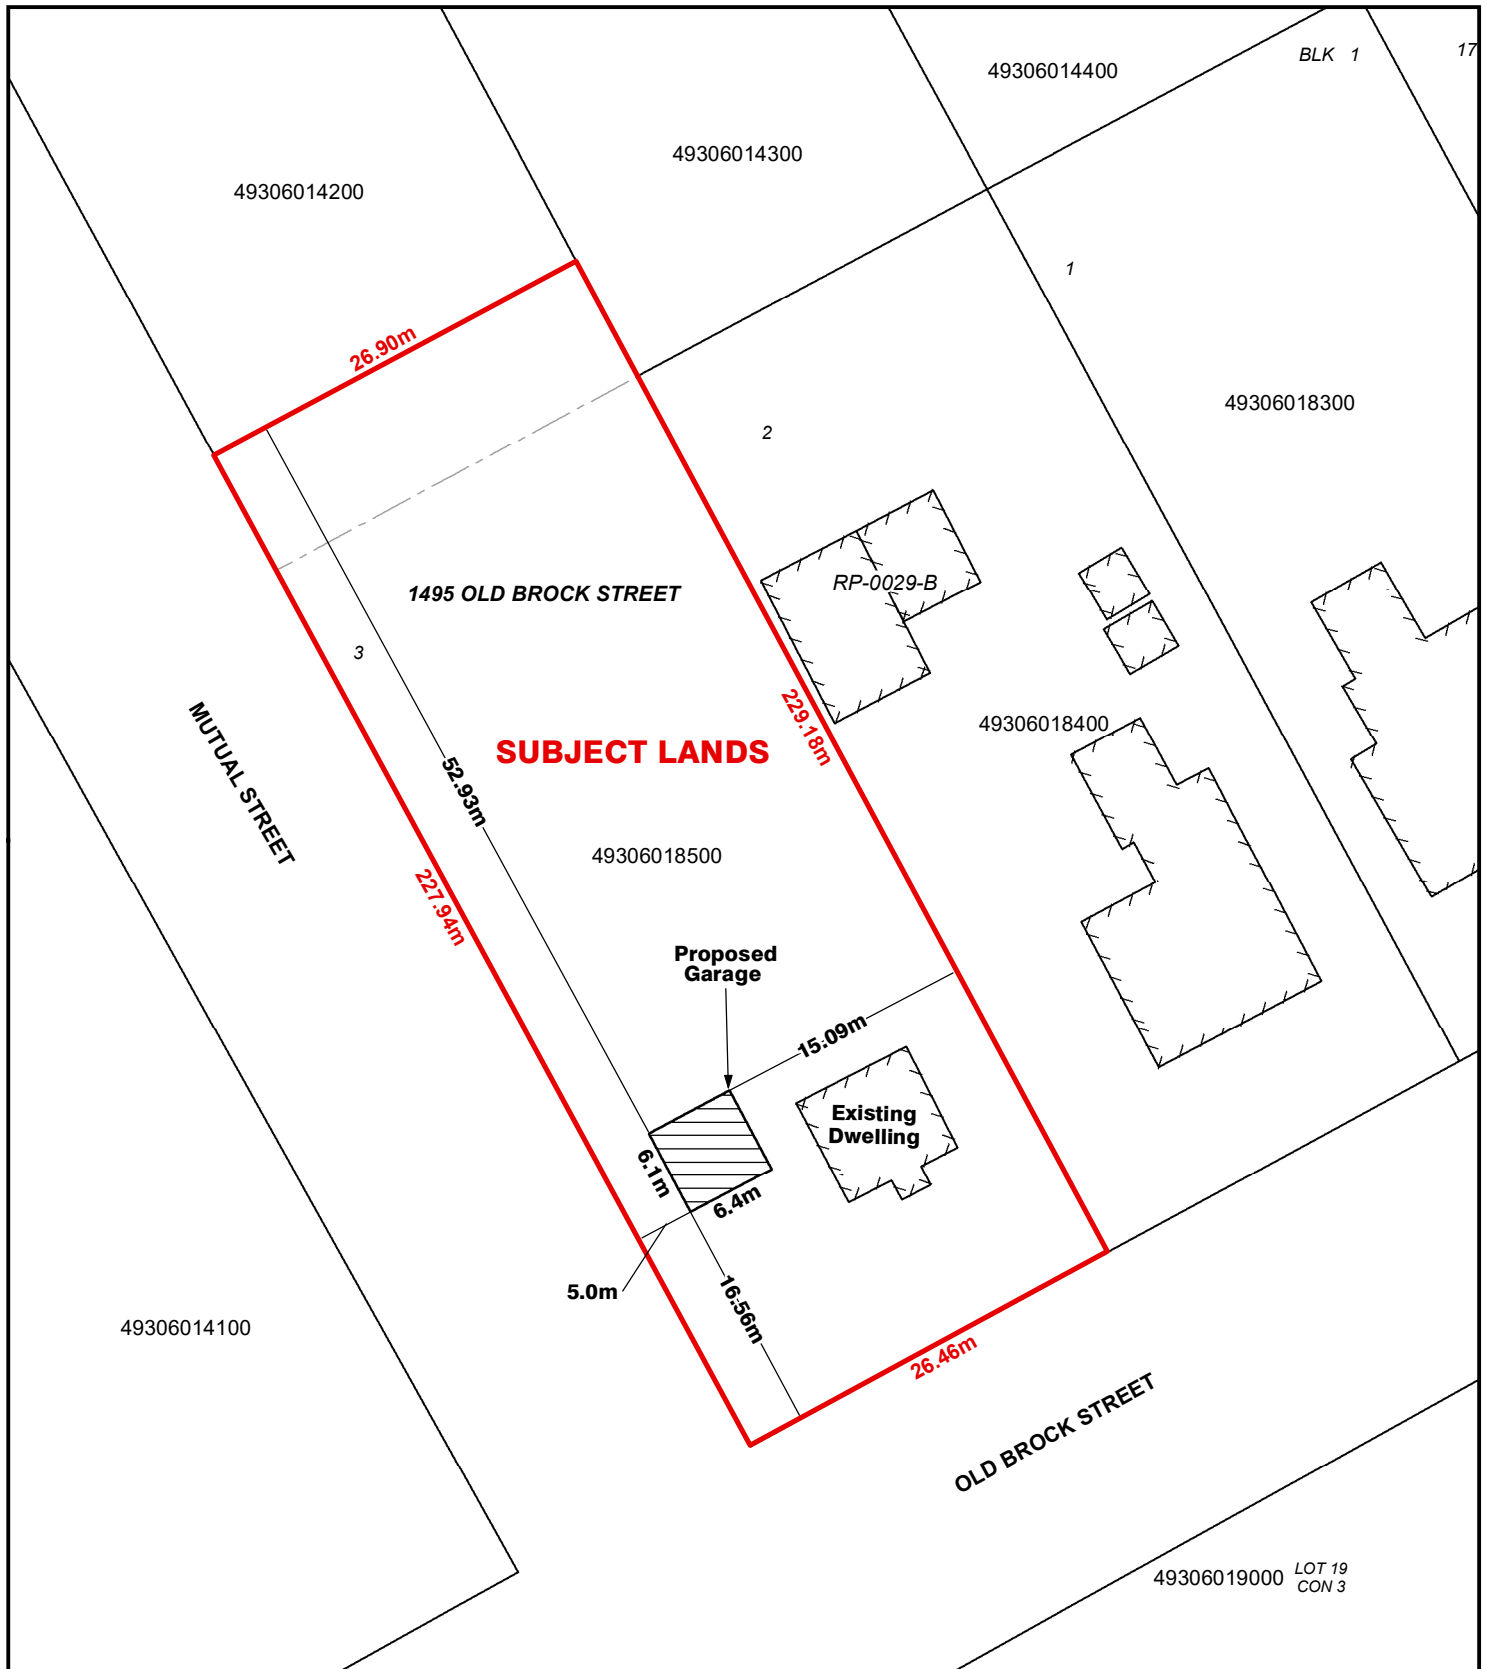 BLK 1
17
49306014400
49306014300
49306014200
1
26.90m
49306018300
2
RP-0029-B
1495 OLD BROCK STREET
3
229.18m
49306018400
MUTUAL STREET
SUBJECT LANDS
52.93m
49306018500
227.94m
Proposed
Garage
15.09m
Existing
Dwelling
6.1m
6.4m
5.0m
16.56m
49306014100
26.46m
OLD BROCK STREET
49306019000
LOT 19
CON 3